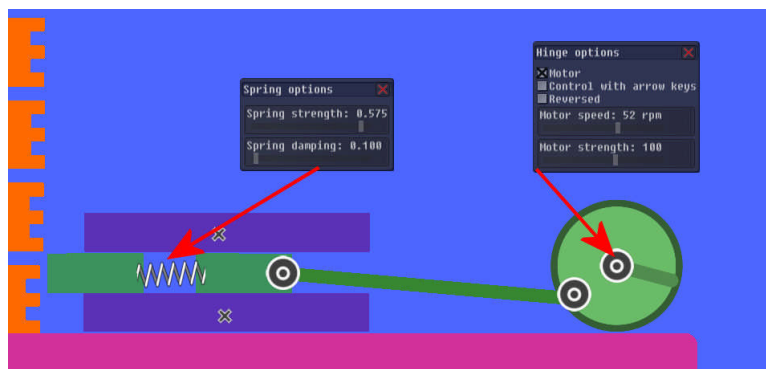 Spring options
Spring strength: 0.575
Spring damping: 0.100
Hinge options
Motor
Control with arrow keys
Reversed
Motor speed: 52 rpm
Motor strength: 100